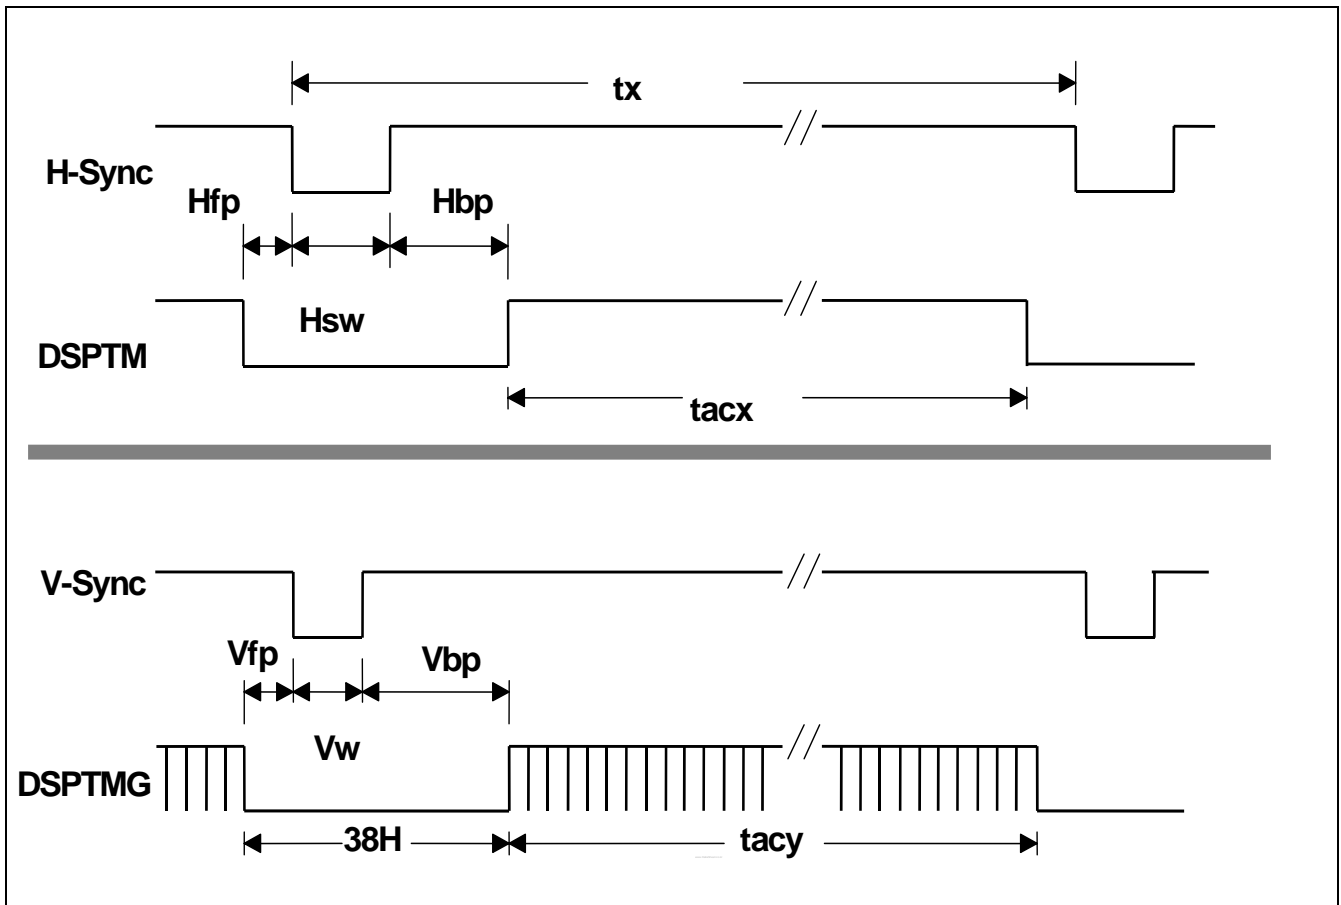 tx
H-Sync
Hfp
Hbp
Hsw
DSPTM
tacx
V-Sync
Vfp
Vbp
Vw
DSPTMG
38H
tacy